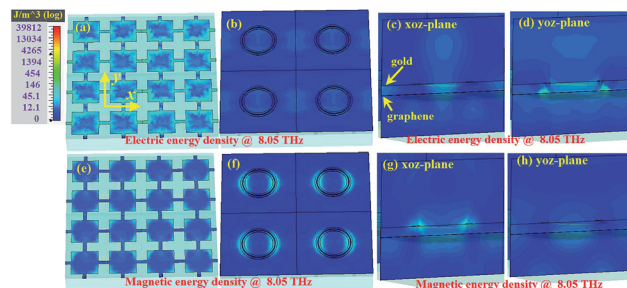 J/m^3 (log)
39812
13034
4265
1394
454
146
45.1
12.1
0
(a)
y
x
(b)
Electric energy density @ 8.05 THz
(c) xoz-plane
gold
graphene
(d) yoz-plane
Electric energy density @ 8.05 THz
(e)
(f)
Magnetic energy density @ 8.05 THz
(g) xoz-plane
(h) yoz-plane
Magnetic energy density @ 8.05 THz